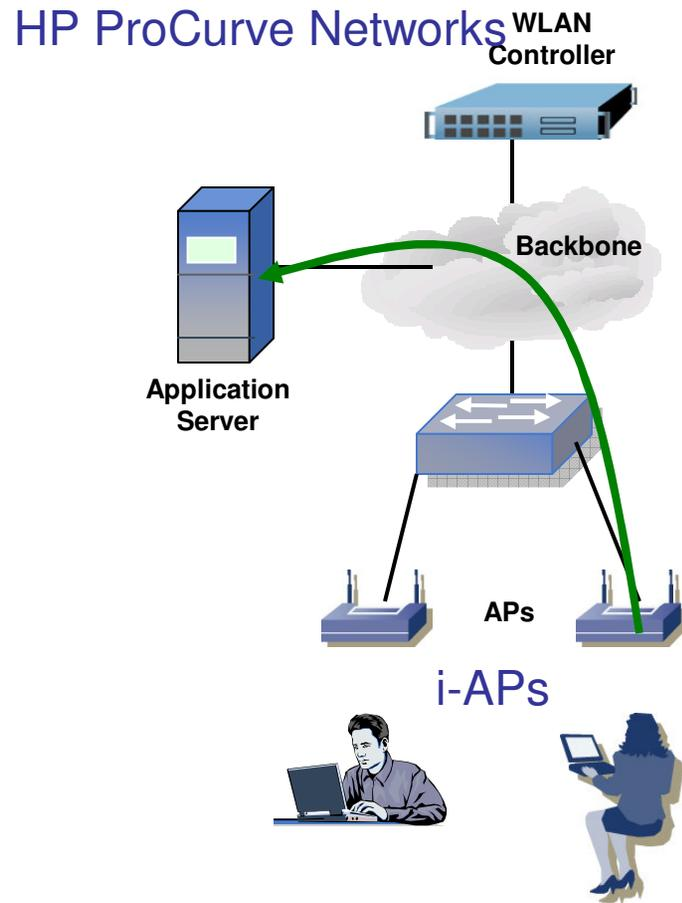 HP ProCurve Networks
WLAN
Controller
Backbone
Application
Server
APs
i-APs